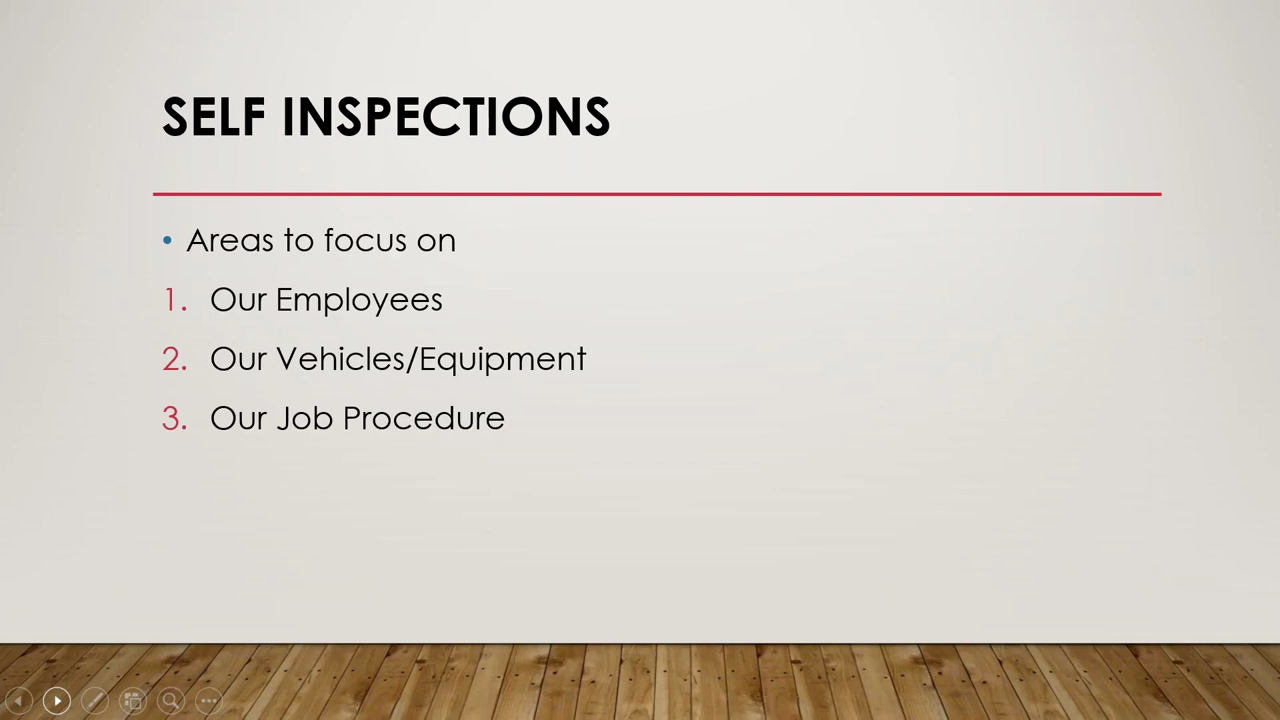 SELF INSPECTIONS
• Areas to focus on
1. Our Employees
2. Our Vehicles/Equipment
3. Our Job Procedure